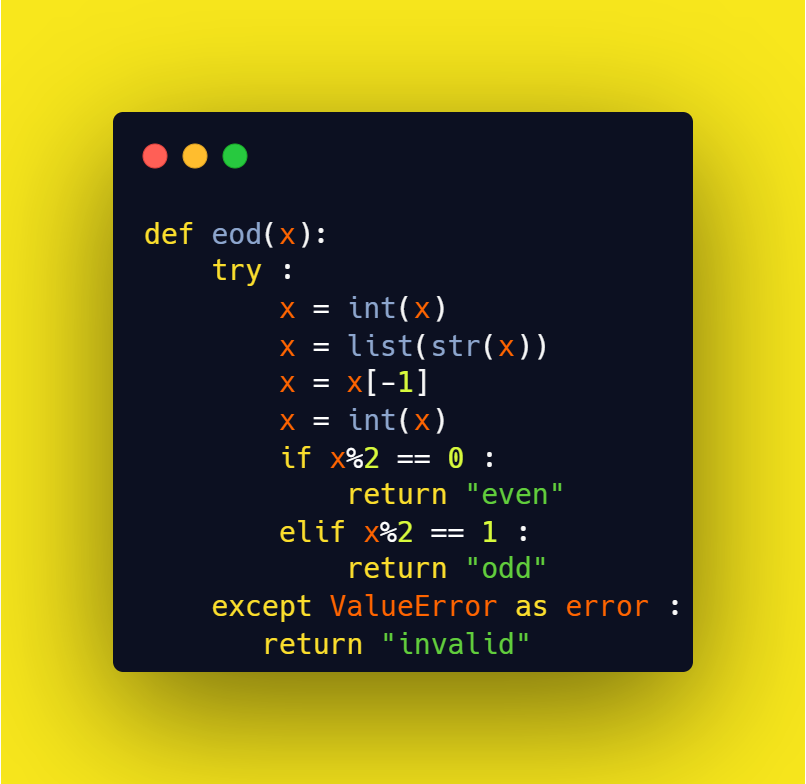 def eod(x):
    try :
        x = int(x)
        x = list(str(x))
        x = x[-1]
        x = int(x)
        if x%2 == 0 :
            return "even"
        elif x%2 == 1 :
            return "odd"
    except ValueError as error :
       return "invalid"